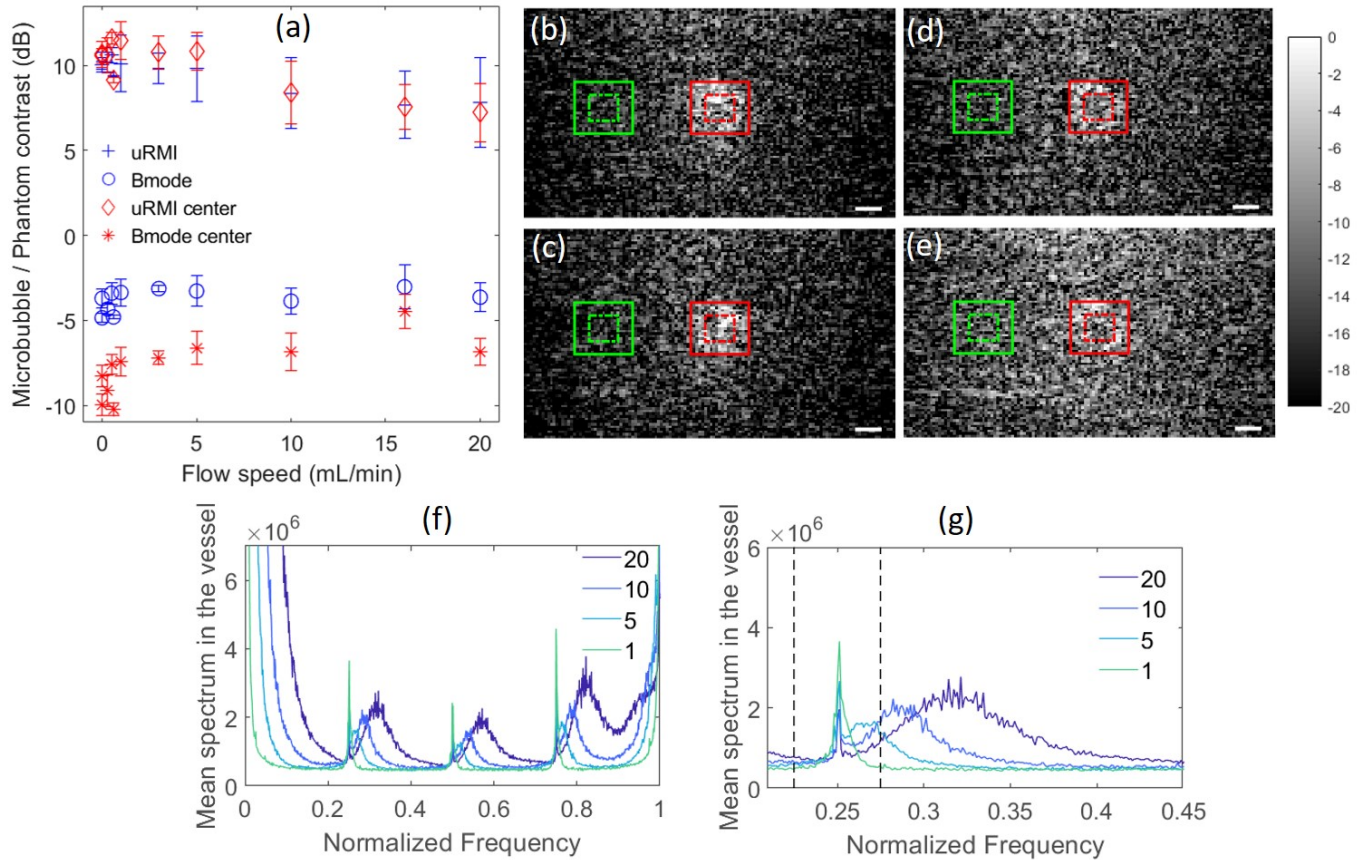 (a)
Microbubble / Phantom contrast (dB)
10
5
0
-5
-10
uRMI
Bmode
uRMI center
Bmode center
0
5
10
15
20
Flow speed (mL/min)
(b)
(d)
(c)
(e)
0
-2
-4
-6
-8
-10
-12
-14
-16
-18
-20
(f)
×10⁶
Mean spectrum in the vessel
6
4
2
0
20
10
5
1
0
0.2
0.4
0.6
0.8
1
Normalized Frequency
(g)
×10⁶
Mean spectrum in the vessel
6
4
2
0
20
10
5
1
0.25
0.3
0.35
0.4
0.45
Normalized Frequency